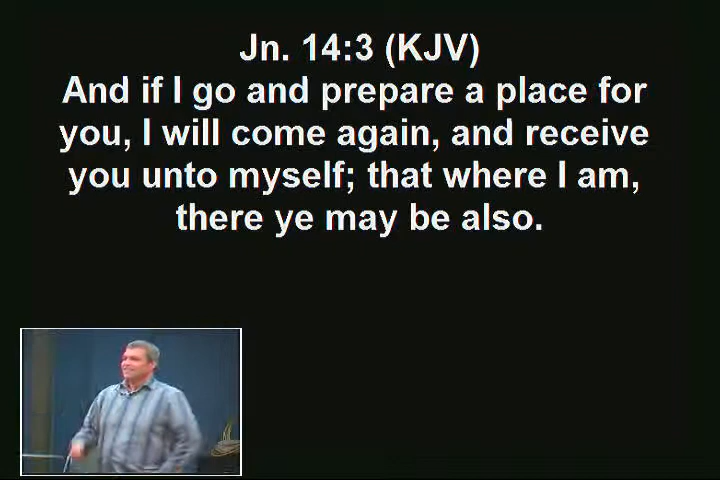 Jn. 14:3 (KJV)
And if I go and prepare a place for
you, I will come again, and receive
you unto myself; that where I am,
there ye may be also.